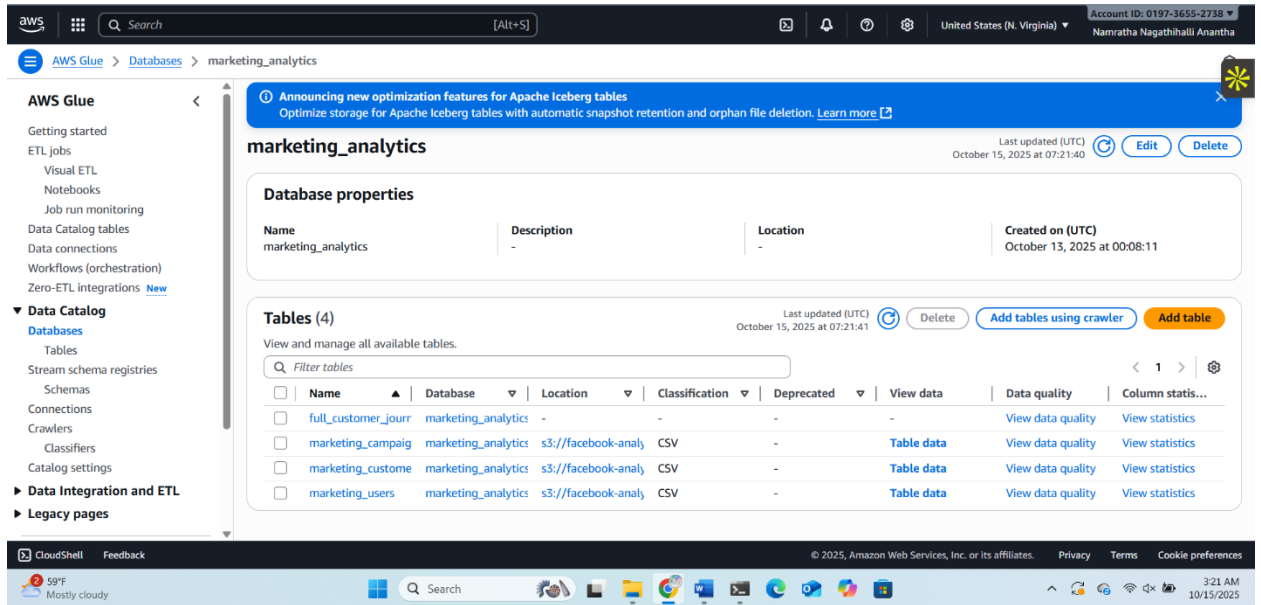 aws
Search [Alt+S]
United States (N. Virginia) ▼
Account ID: 0197-3655-2738 ▼
Namratha Nagathihalli Anantha
AWS Glue > Databases > marketing_analytics
AWS Glue
Getting started
ETL jobs
Visual ETL
Notebooks
Job run monitoring
Data Catalog tables
Data connections
Workflows (orchestration)
Zero-ETL integrations New
Data Catalog
Databases
Tables
Stream schema registries
Schemas
Connections
Crawlers
Classifiers
Catalog settings
Data Integration and ETL
Legacy pages
Announcing new optimization features for Apache Iceberg tables
Optimize storage for Apache Iceberg tables with automatic snapshot retention and orphan file deletion. Learn more
marketing_analytics
Last updated (UTC)
October 15, 2025 at 07:21:40
Edit
Delete
Database properties
Name Description Location Created on (UTC)
marketing_analytics - - October 13, 2025 at 00:08:11
Tables (4)
Last updated (UTC)
October 15, 2025 at 07:21:41
Delete
Add tables using crawler
Add table
View and manage all available tables.
Filter tables
< 1 >
Name Database Location Classification Deprecated View data Data quality Column statis...
full_customer_jourr marketing_analytics - - - - View data quality View statistics
marketing_campaig marketing_analytics s3://facebook-analy CSV - Table data View data quality View statistics
marketing_custome marketing_analytics s3://facebook-analy CSV - Table data View data quality View statistics
marketing_users marketing_analytics s3://facebook-analy CSV - Table data View data quality View statistics
CloudShell Feedback © 2025, Amazon Web Services, Inc. or its affiliates. Privacy Terms Cookie preferences
2
59°F
Mostly cloudy
Search
3:21 AM
10/15/2025